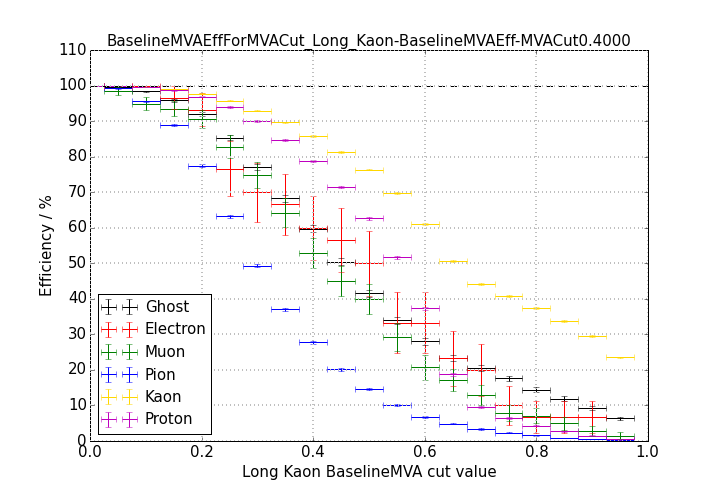 BaselineMVAEffForMVACut_Long_Kaon-BaselineMVAEff-MVACut0.4000
110
100
90
80
70
60
50
40
30
20
10
0
Efficiency / %
Ghost
Electron
Muon
Pion
Kaon
Proton
0.0 0.2 0.4 0.6 0.8 1.0
Long Kaon BaselineMVA cut value